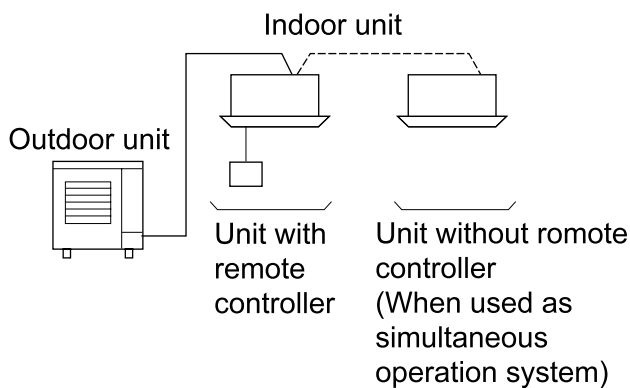 Indoor unit
Outdoor unit
Unit with
remote
controller
Unit without romote
controller
(When used as
simultaneous
operation system)